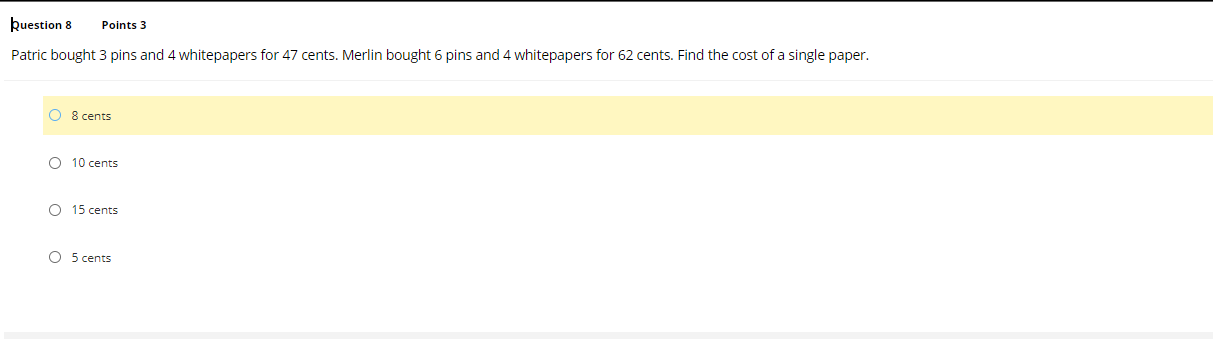 Question 8 Points 3
Patric bought 3 pins and 4 whitepapers for 47 cents. Merlin bought 6 pins and 4 whitepapers for 62 cents. Find the cost of a single paper.
8 cents
10 cents
15 cents
5 cents